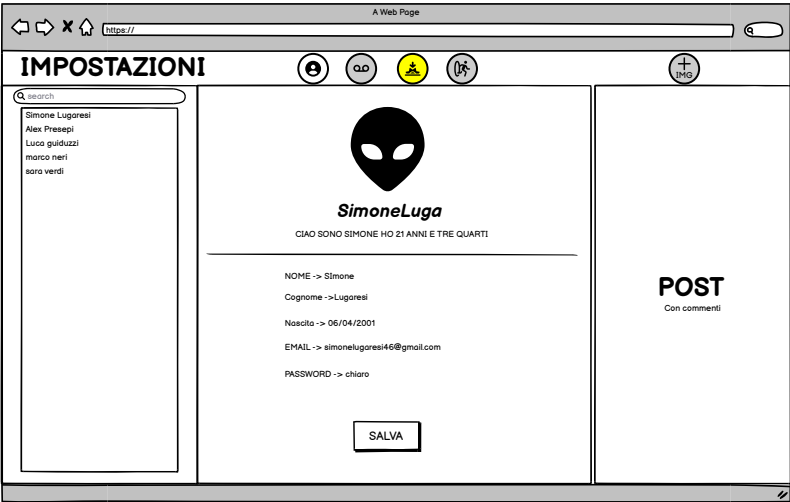 A Web Page
https://
IMPOSTAZIONI
IMG
search
Simone Lugaresi
Alex Presepi
Luca guiduzzi
marco neri
sara verdi
SimoneLuga
CIAO SONO SIMONE HO 21 ANNI E TRE QUARTI
NOME -> SImone
Cognome ->Lugaresi
Nascita -> 06/04/2001
EMAIL -> simonelugaresi46@gmail.com
PASSWORD -> chiaro
SALVA
POST
Con commenti